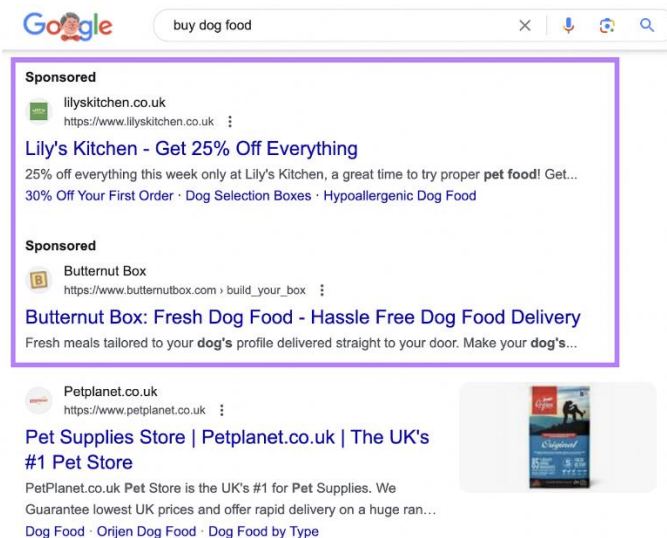 Google
buy dog food
Sponsored
lilyskitchen.co.uk
https://www.lilyskitchen.co.uk
Lily's Kitchen - Get 25% Off Everything
25% off everything this week only at Lily's Kitchen, a great time to try proper pet food! Get...
30% Off Your First Order · Dog Selection Boxes · Hypoallergenic Dog Food
Sponsored
Butternut Box
https://www.butternutbox.com › build_your_box
Butternut Box: Fresh Dog Food - Hassle Free Dog Food Delivery
Fresh meals tailored to your dog's profile delivered straight to your door. Make your dog's...
Petplanet.co.uk
https://www.petplanet.co.uk
Pet Supplies Store | Petplanet.co.uk | The UK's
#1 Pet Store
PetPlanet.co.uk Pet Store is the UK's #1 for Pet Supplies. We
Guarantee lowest UK prices and offer rapid delivery on a huge ran...
Dog Food · Orijen Dog Food · Dog Food by Type
Orijen
Original
85